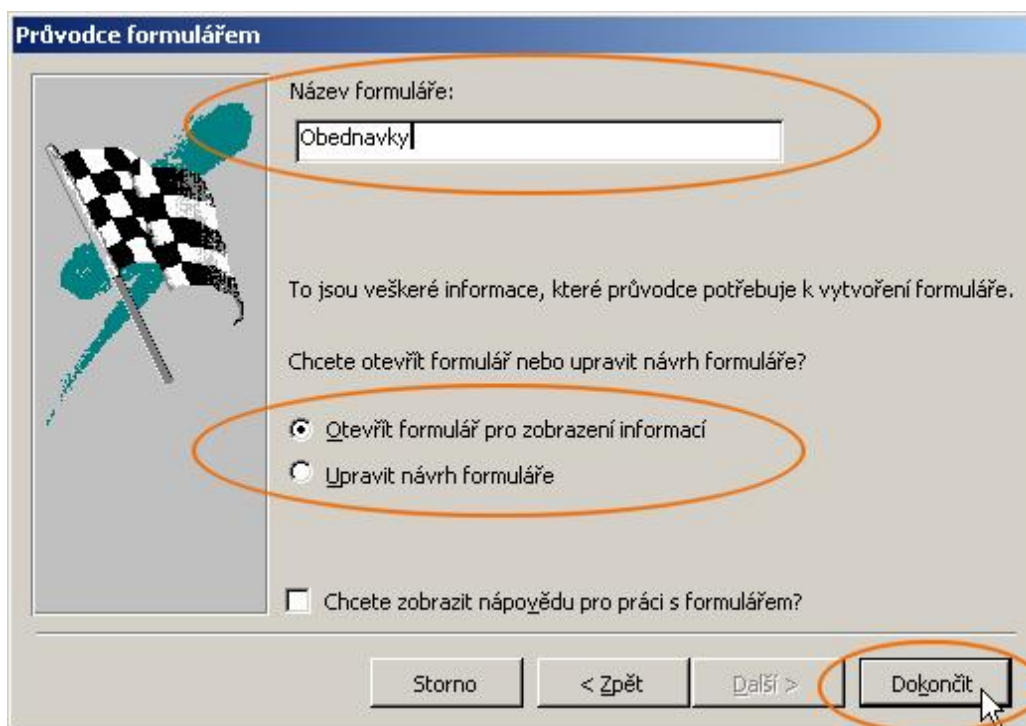 Průvodce formulářem
Název formuláře:
Obednavky
To jsou veškeré informace, které průvodce potřebuje k vytvoření formuláře.
Chcete otevřít formulář nebo upravit návrh formuláře?
Otevřít formulář pro zobrazení informací
Upravit návrh formuláře
Chcete zobrazit nápovědu pro práci s formulářem?
Storno
< Zpět
Další >
Dokončit